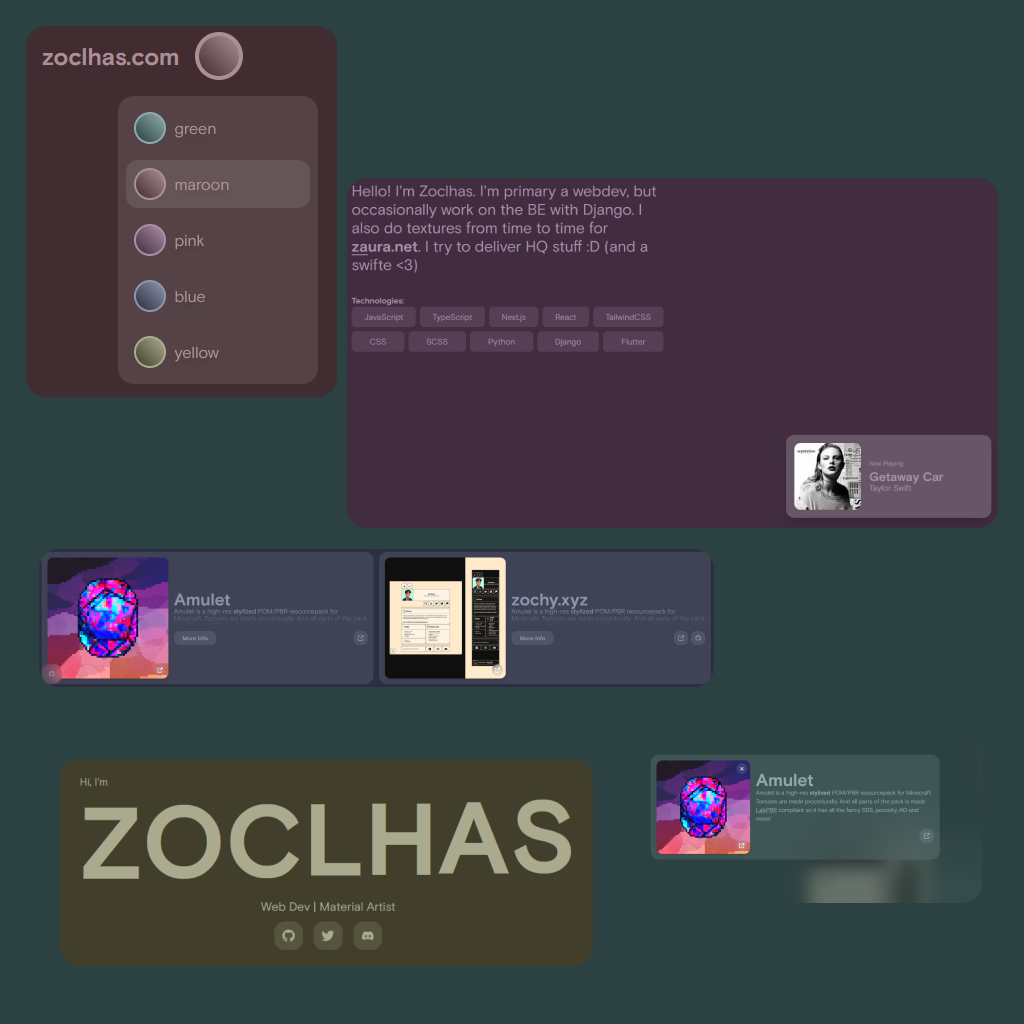 zoclhas.com
green
maroon
pink
blue
yellow
Hello! I'm Zoclhas. I'm primary a webdev, but
occasionally work on the BE with Django. I
also do textures from time to time for
zaura.net. I try to deliver HQ stuff :D (and a
swifte <3)
Technologies:
JavaScript TypeScript Next.js React TailwindCSS
CSS SCSS Python Django Flutter
reputation
Now Playing
Getaway Car
Taylor Swift
Amulet
Amulet is a high-res stylized POM/PBR resourcepack for
Minecraft. Textures are made procedually. And all parts of the pack
More Info
zochy.xyz
Amulet is a high-res stylized POM/PBR resourcepack for
Minecraft. Textures are made procedually. And all parts of the pack
More Info
Hi, I'm
ZOCLHAS
Web Dev | Material Artist
Amulet
Amulet is a high-res stylized POM/PBR resourcepack for Minecraft.
Textures are made procedually. And all parts of the pack is made
LabPBR compliant so it has all the fancy SSS, porosity, AO and
more!